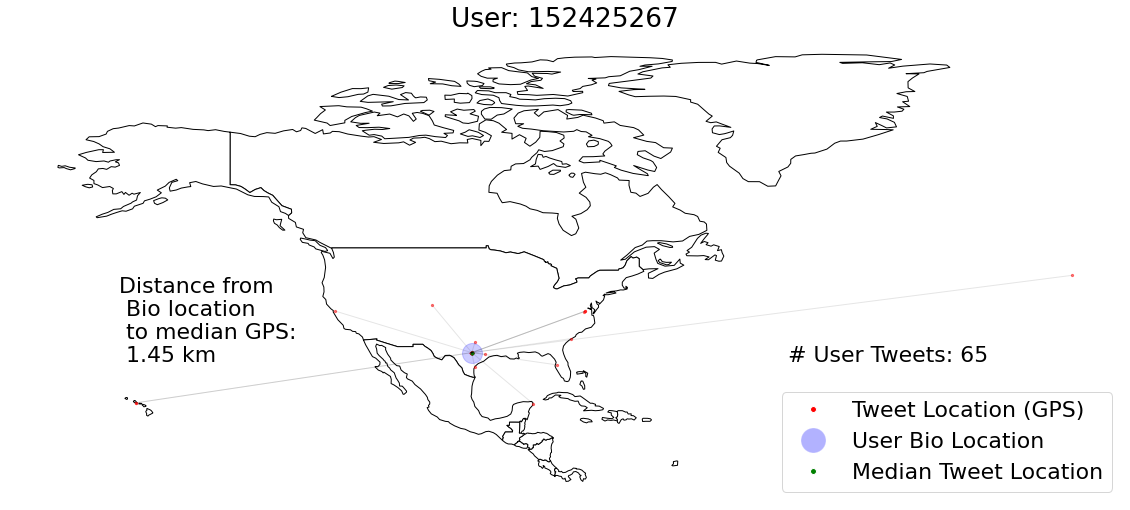 User: 152425267
Distance from
Bio location
to median GPS:
1.45 km
# User Tweets: 65
Tweet Location (GPS)
User Bio Location
Median Tweet Location